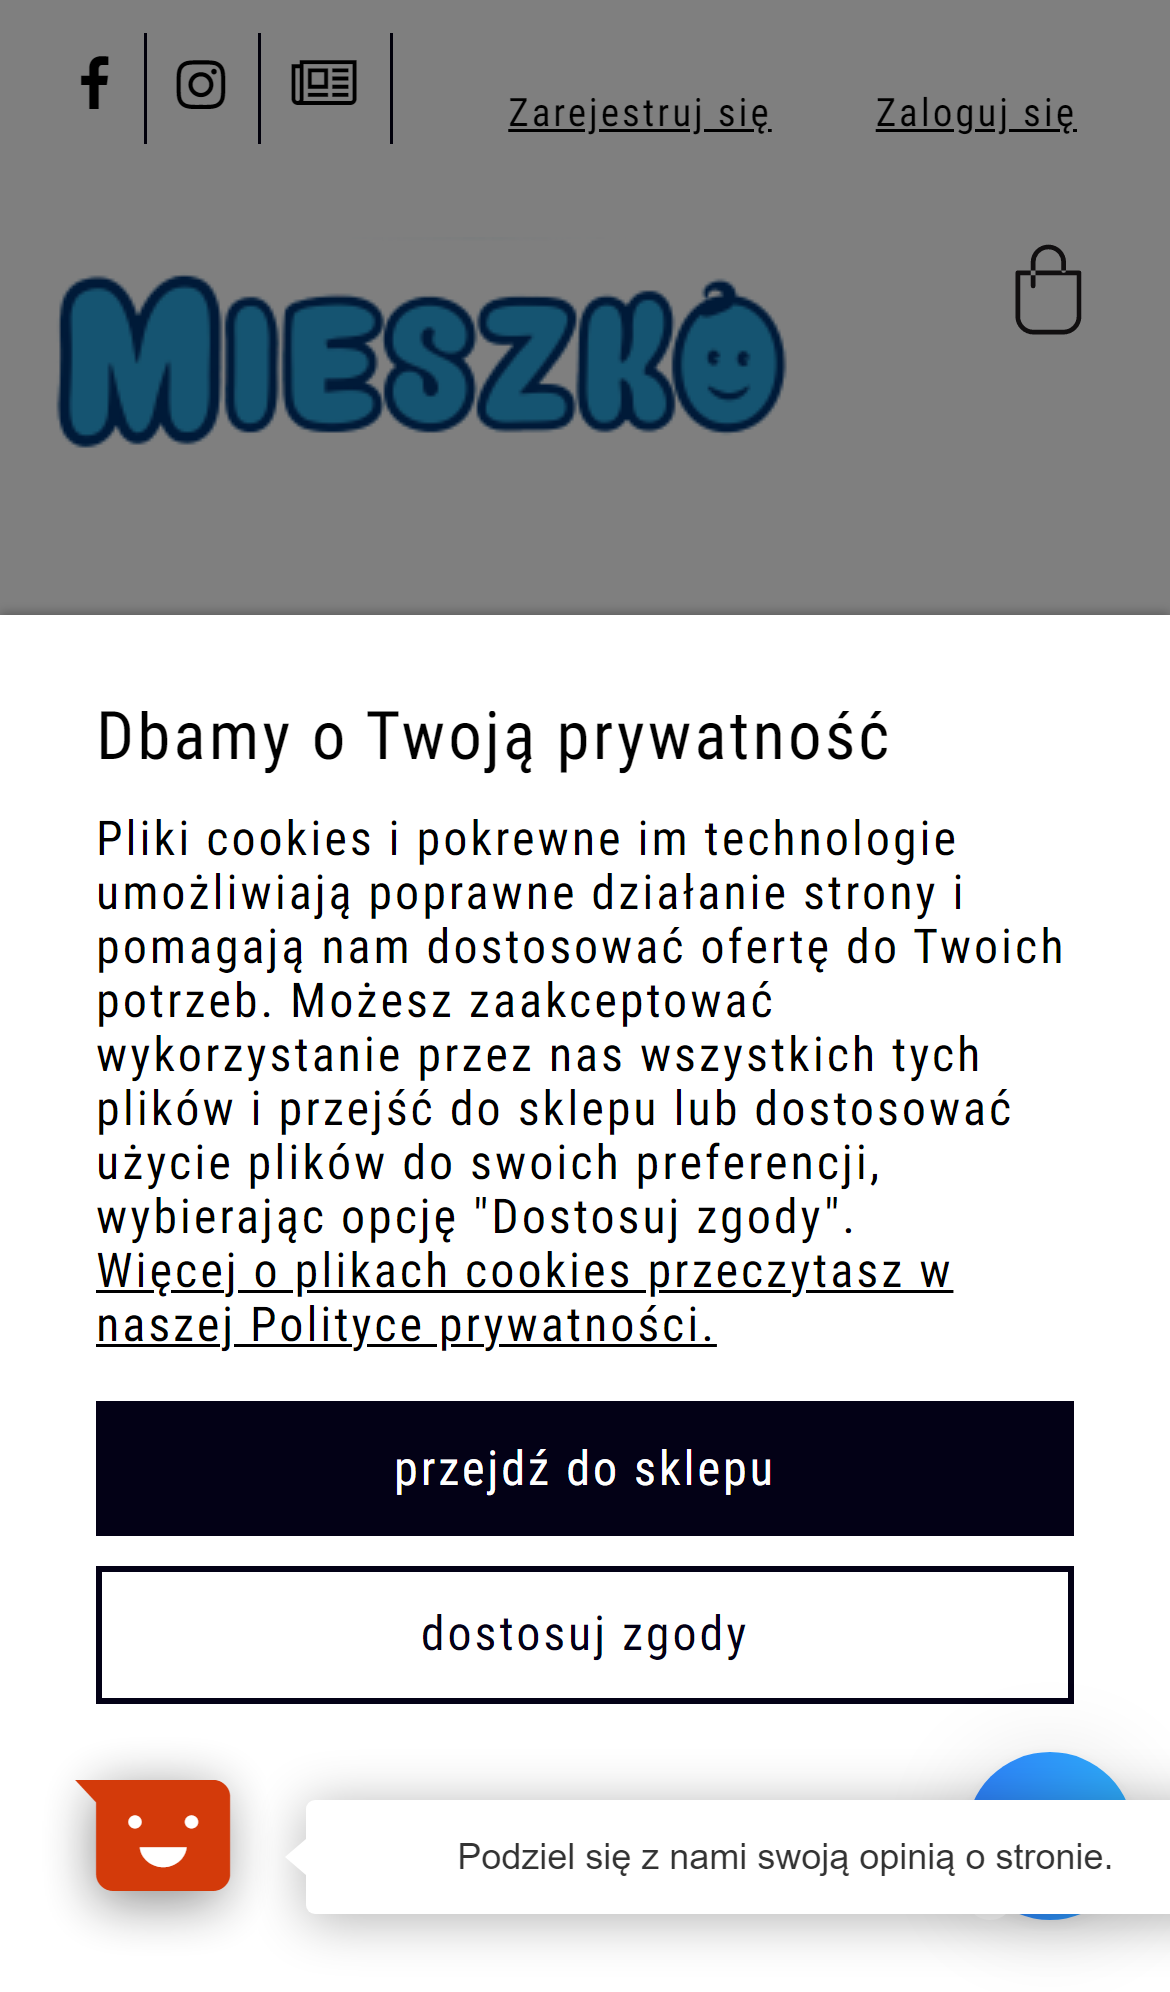 Zarejestruj się Zaloguj się
MIESZKO
Dbamy o Twoją prywatność
Pliki cookies i pokrewne im technologie
umożliwiają poprawne działanie strony i
pomagają nam dostosować ofertę do Twoich
potrzeb. Możesz zaakceptować
wykorzystanie przez nas wszystkich tych
plików i przejść do sklepu lub dostosować
użycie plików do swoich preferencji,
wybierając opcję "Dostosuj zgody".
Więcej o plikach cookies przeczytasz w
naszej Polityce prywatności.
przejdź do sklepu
dostosuj zgody
Podziel się z nami swoją opinią o stronie.